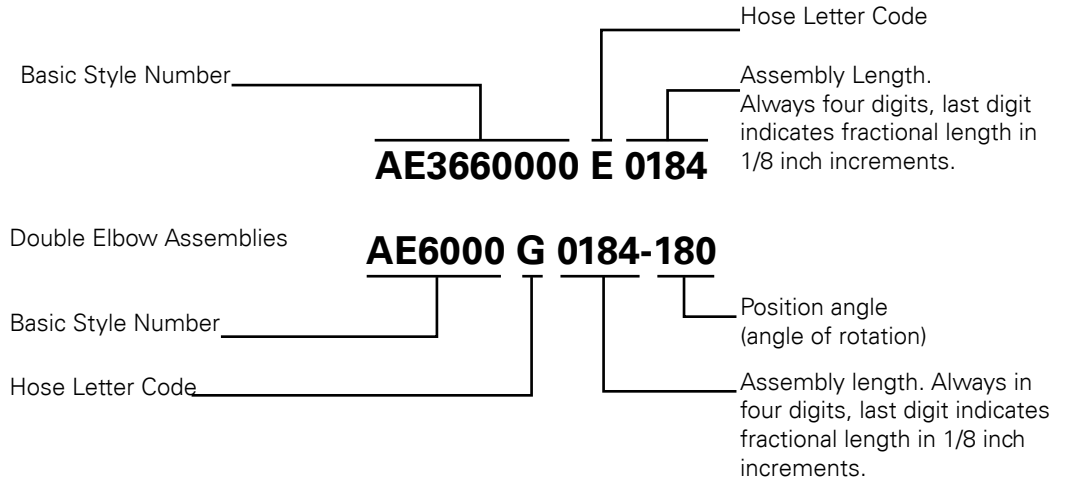 Hose Letter Code
Basic Style Number
Assembly Length.
Always four digits, last digit
indicates fractional length in
1/8 inch increments.
AE3660000 E 0184
Double Elbow Assemblies
AE6000 G 0184-180
Basic Style Number
Position angle
(angle of rotation)
Hose Letter Code
Assembly length. Always in
four digits, last digit indicates
fractional length in 1/8 inch
increments.